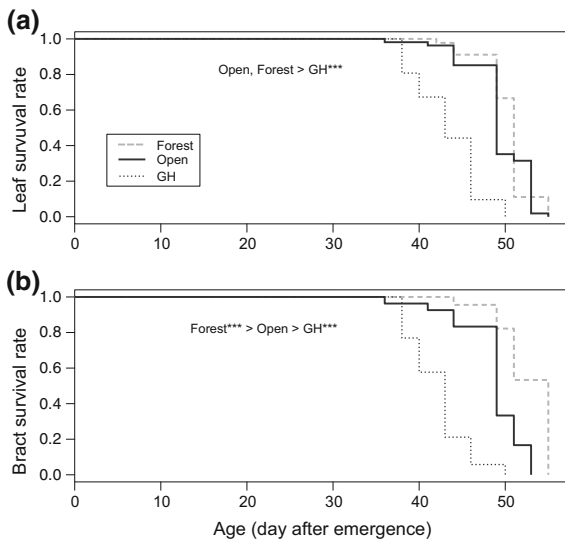 (a)
Leaf survuval rate
1.0
0.8
0.6
0.4
0.2
0.0
Open, Forest > GH***
Forest
Open
GH
0 10 20 30 40 50
(b)
Bract survival rate
1.0
0.8
0.6
0.4
0.2
0.0
Forest*** > Open > GH***
0 10 20 30 40 50
Age (day after emergence)